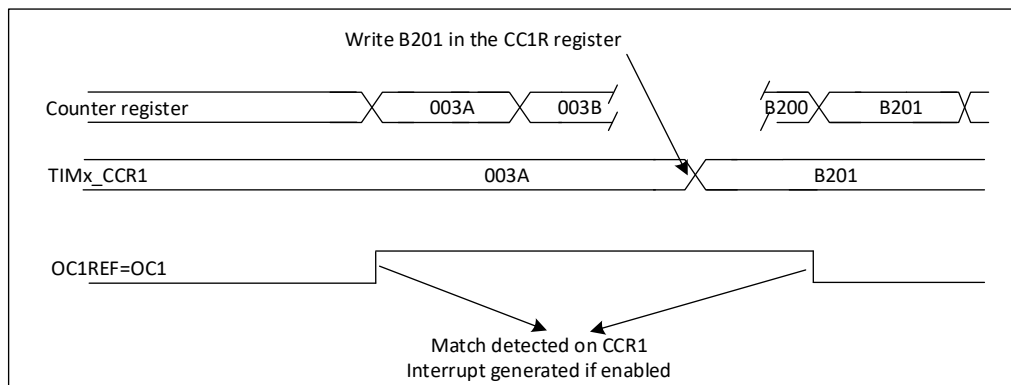 Write B201 in the CC1R register
Counter register 003A 003B B200 B201
TIMx_CCR1 003A B201
OC1REF=OC1
Match detected on CCR1
Interrupt generated if enabled